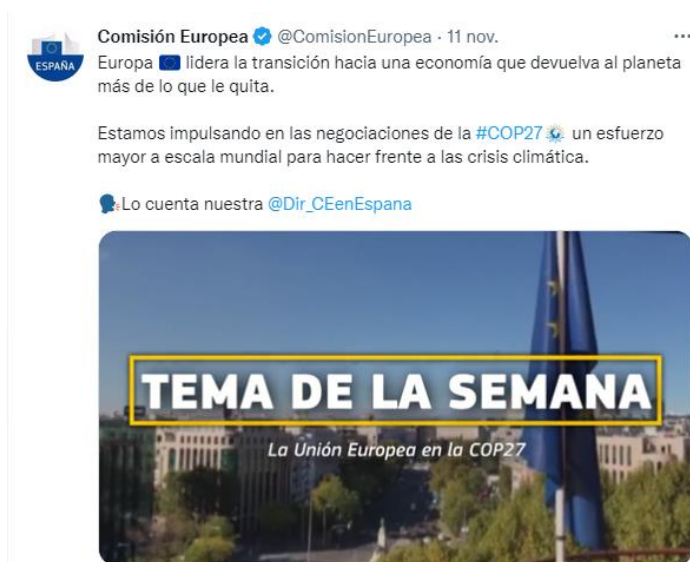 Comisión Europea @ComisionEuropea · 11 nov.
ESPAÑA
Europa lidera la transición hacia una economía que devuelva al planeta
más de lo que le quita.
Estamos impulsando en las negociaciones de la #COP27 un esfuerzo
mayor a escala mundial para hacer frente a las crisis climática.
Lo cuenta nuestra @Dir_CEenEspana
TEMA DE LA SEMANA
La Unión Europea en la COP27